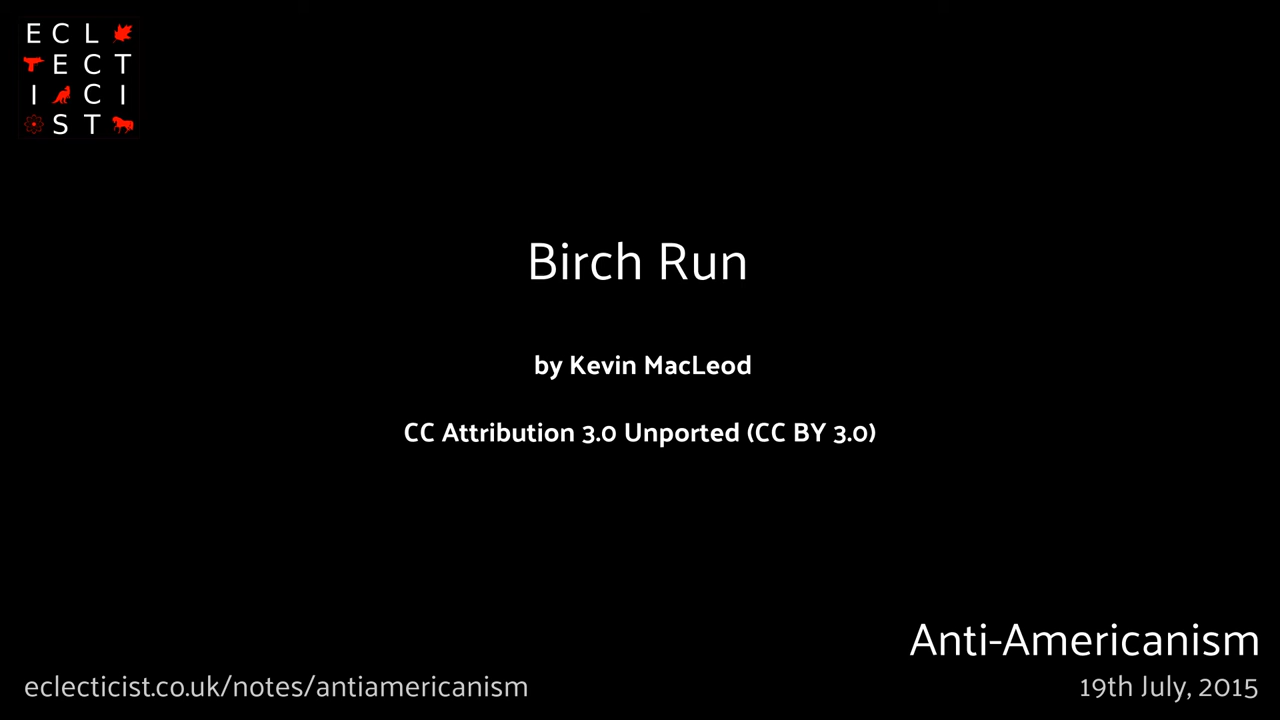 E C L
E C T
I C I
S T
Birch Run
by Kevin MacLeod
CC Attribution 3.0 Unported (CC BY 3.0)
Anti-Americanism
eclecticist.co.uk/notes/antiamericanism
19th July, 2015